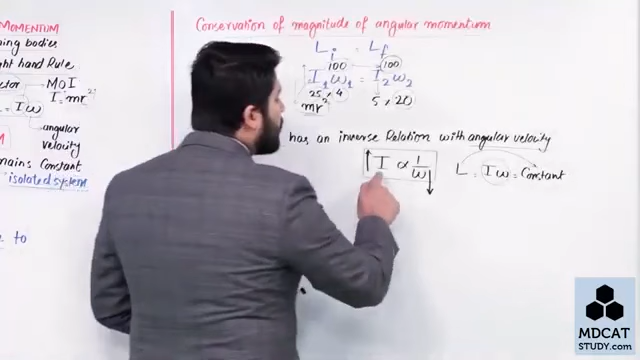 MOMENTUM
ning bodies
ght hand Rule
ctor → MOI
I = mr²
L = Iω
angular
velocity
M
mains Constant
isolated system
to
Conservation of magnitude of angular momentum
Li = Lf
100 100
I₁ω₁ = I₂ω₂
25 × 4 5 × 20
mr²
has an inverse Relation with angular velocity
↑ I ∝ 1/ω ↓ L = Iω = Constant
MDCAT
STUDY.com